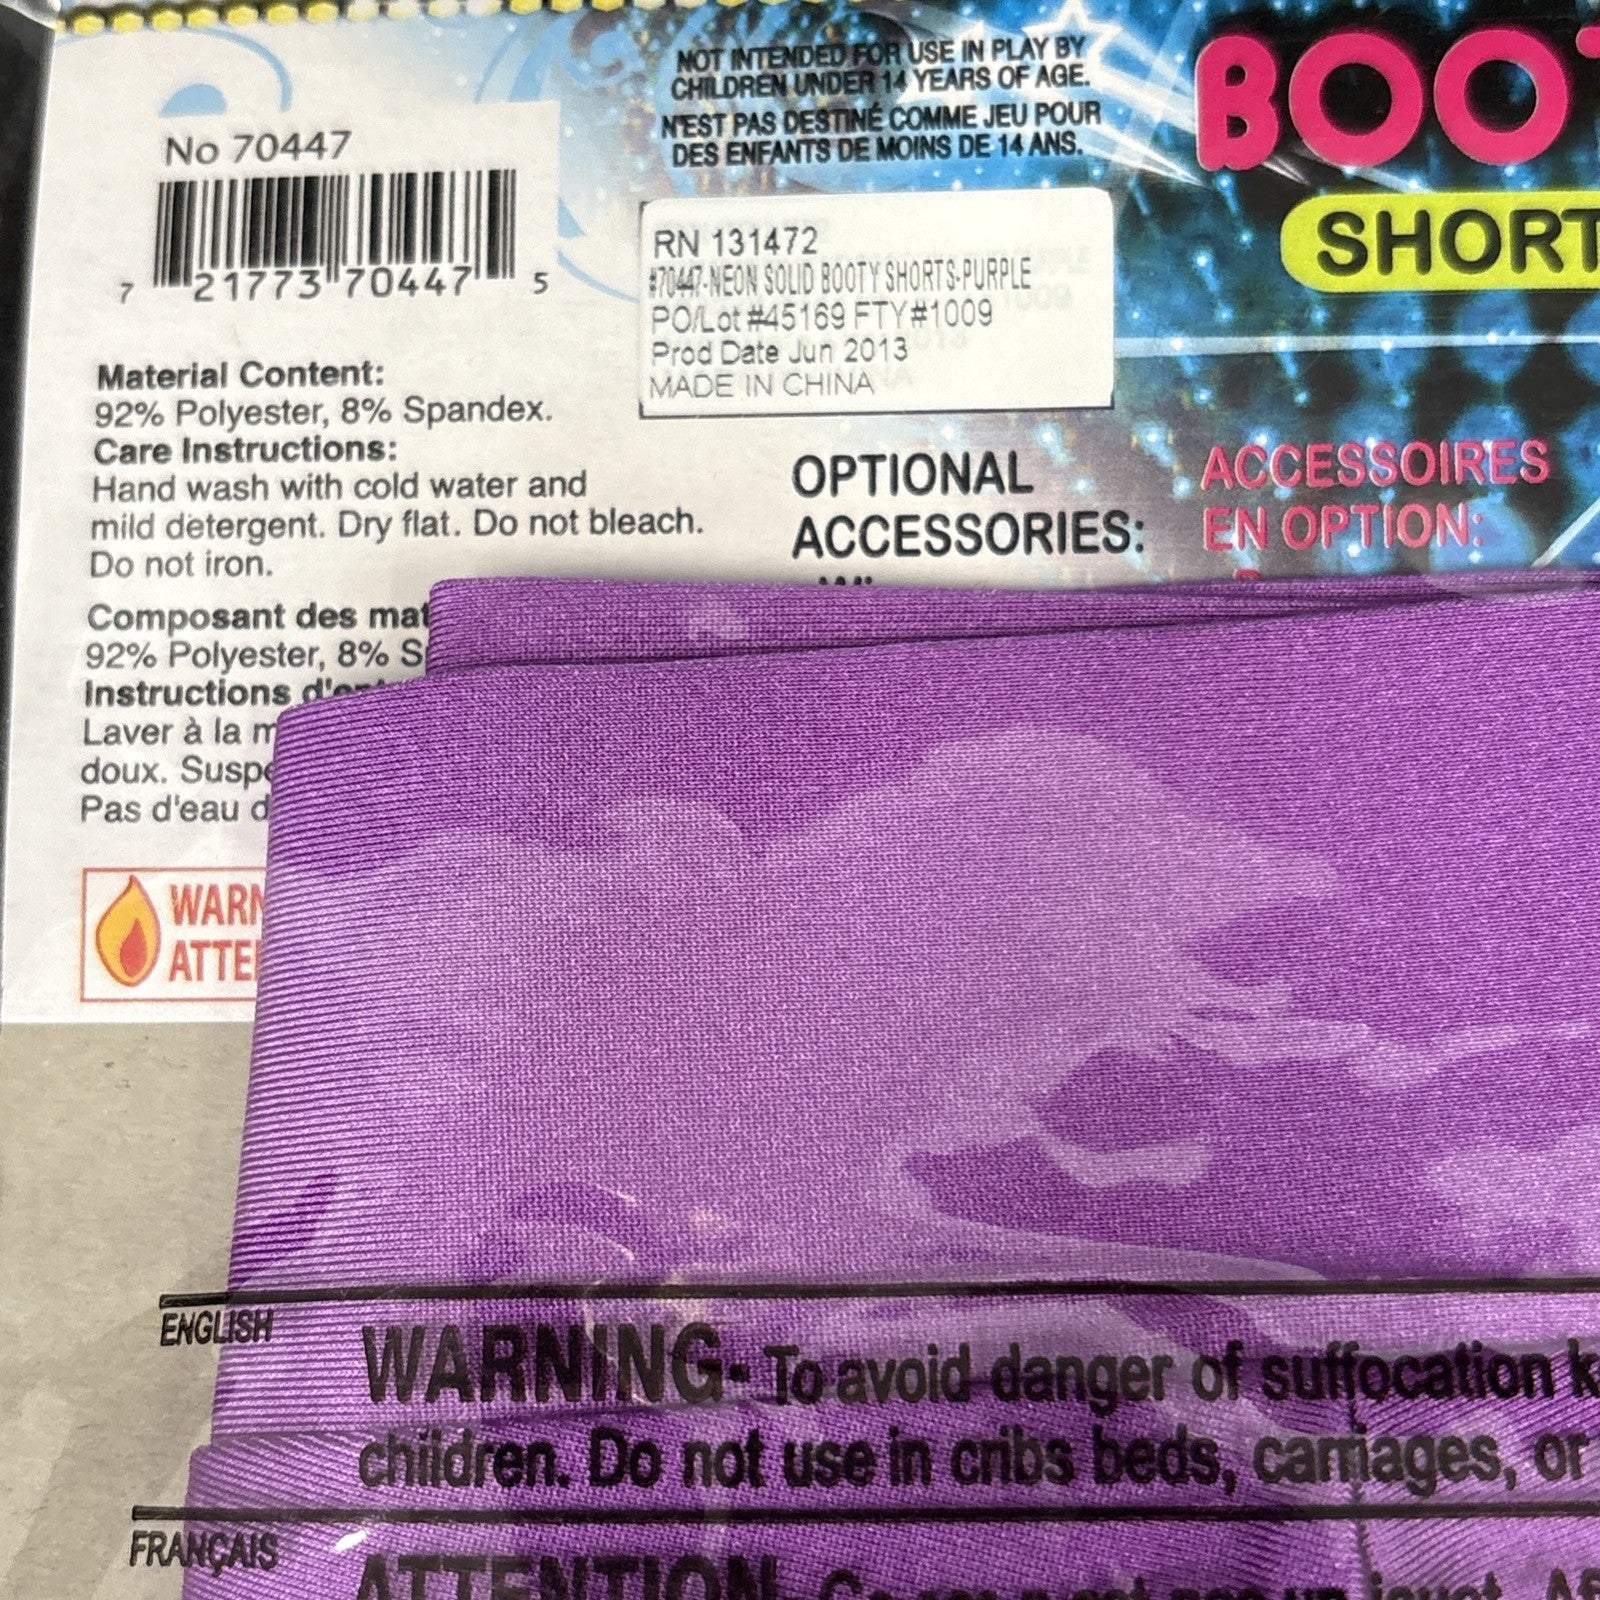 NOT INTENDED FOR USE IN PLAY BY
CHILDREN UNDER 14 YEARS OF AGE.
N'EST PAS DESTINÉ COMME JEU POUR
DES ENFANTS DE MOINS DE 14 ANS.
BOO
SHORT
No 70447
7 21773 70447 5
RN 131472
#70447-NEON SOLID BOOTY SHORTS-PURPLE
PO/Lot #45169 FTY#1009
Prod Date Jun 2013
MADE IN CHINA
Material Content:
92% Polyester, 8% Spandex.
Care Instructions:
Hand wash with cold water and
mild detergent. Dry flat. Do not bleach.
Do not iron.
OPTIONAL
ACCESSORIES:
ACCESSOIRES
EN OPTION:
Composant des mat
92% Polyester, 8% S
Instructions
Laver à la m
doux. Suspe
Pas d'eau d
WARN
ATTE
ENGLISH
WARNING- To avoid danger of suffocation k
children. Do not use in cribs beds, carriages, or
FRANÇAIS
ATTENTION